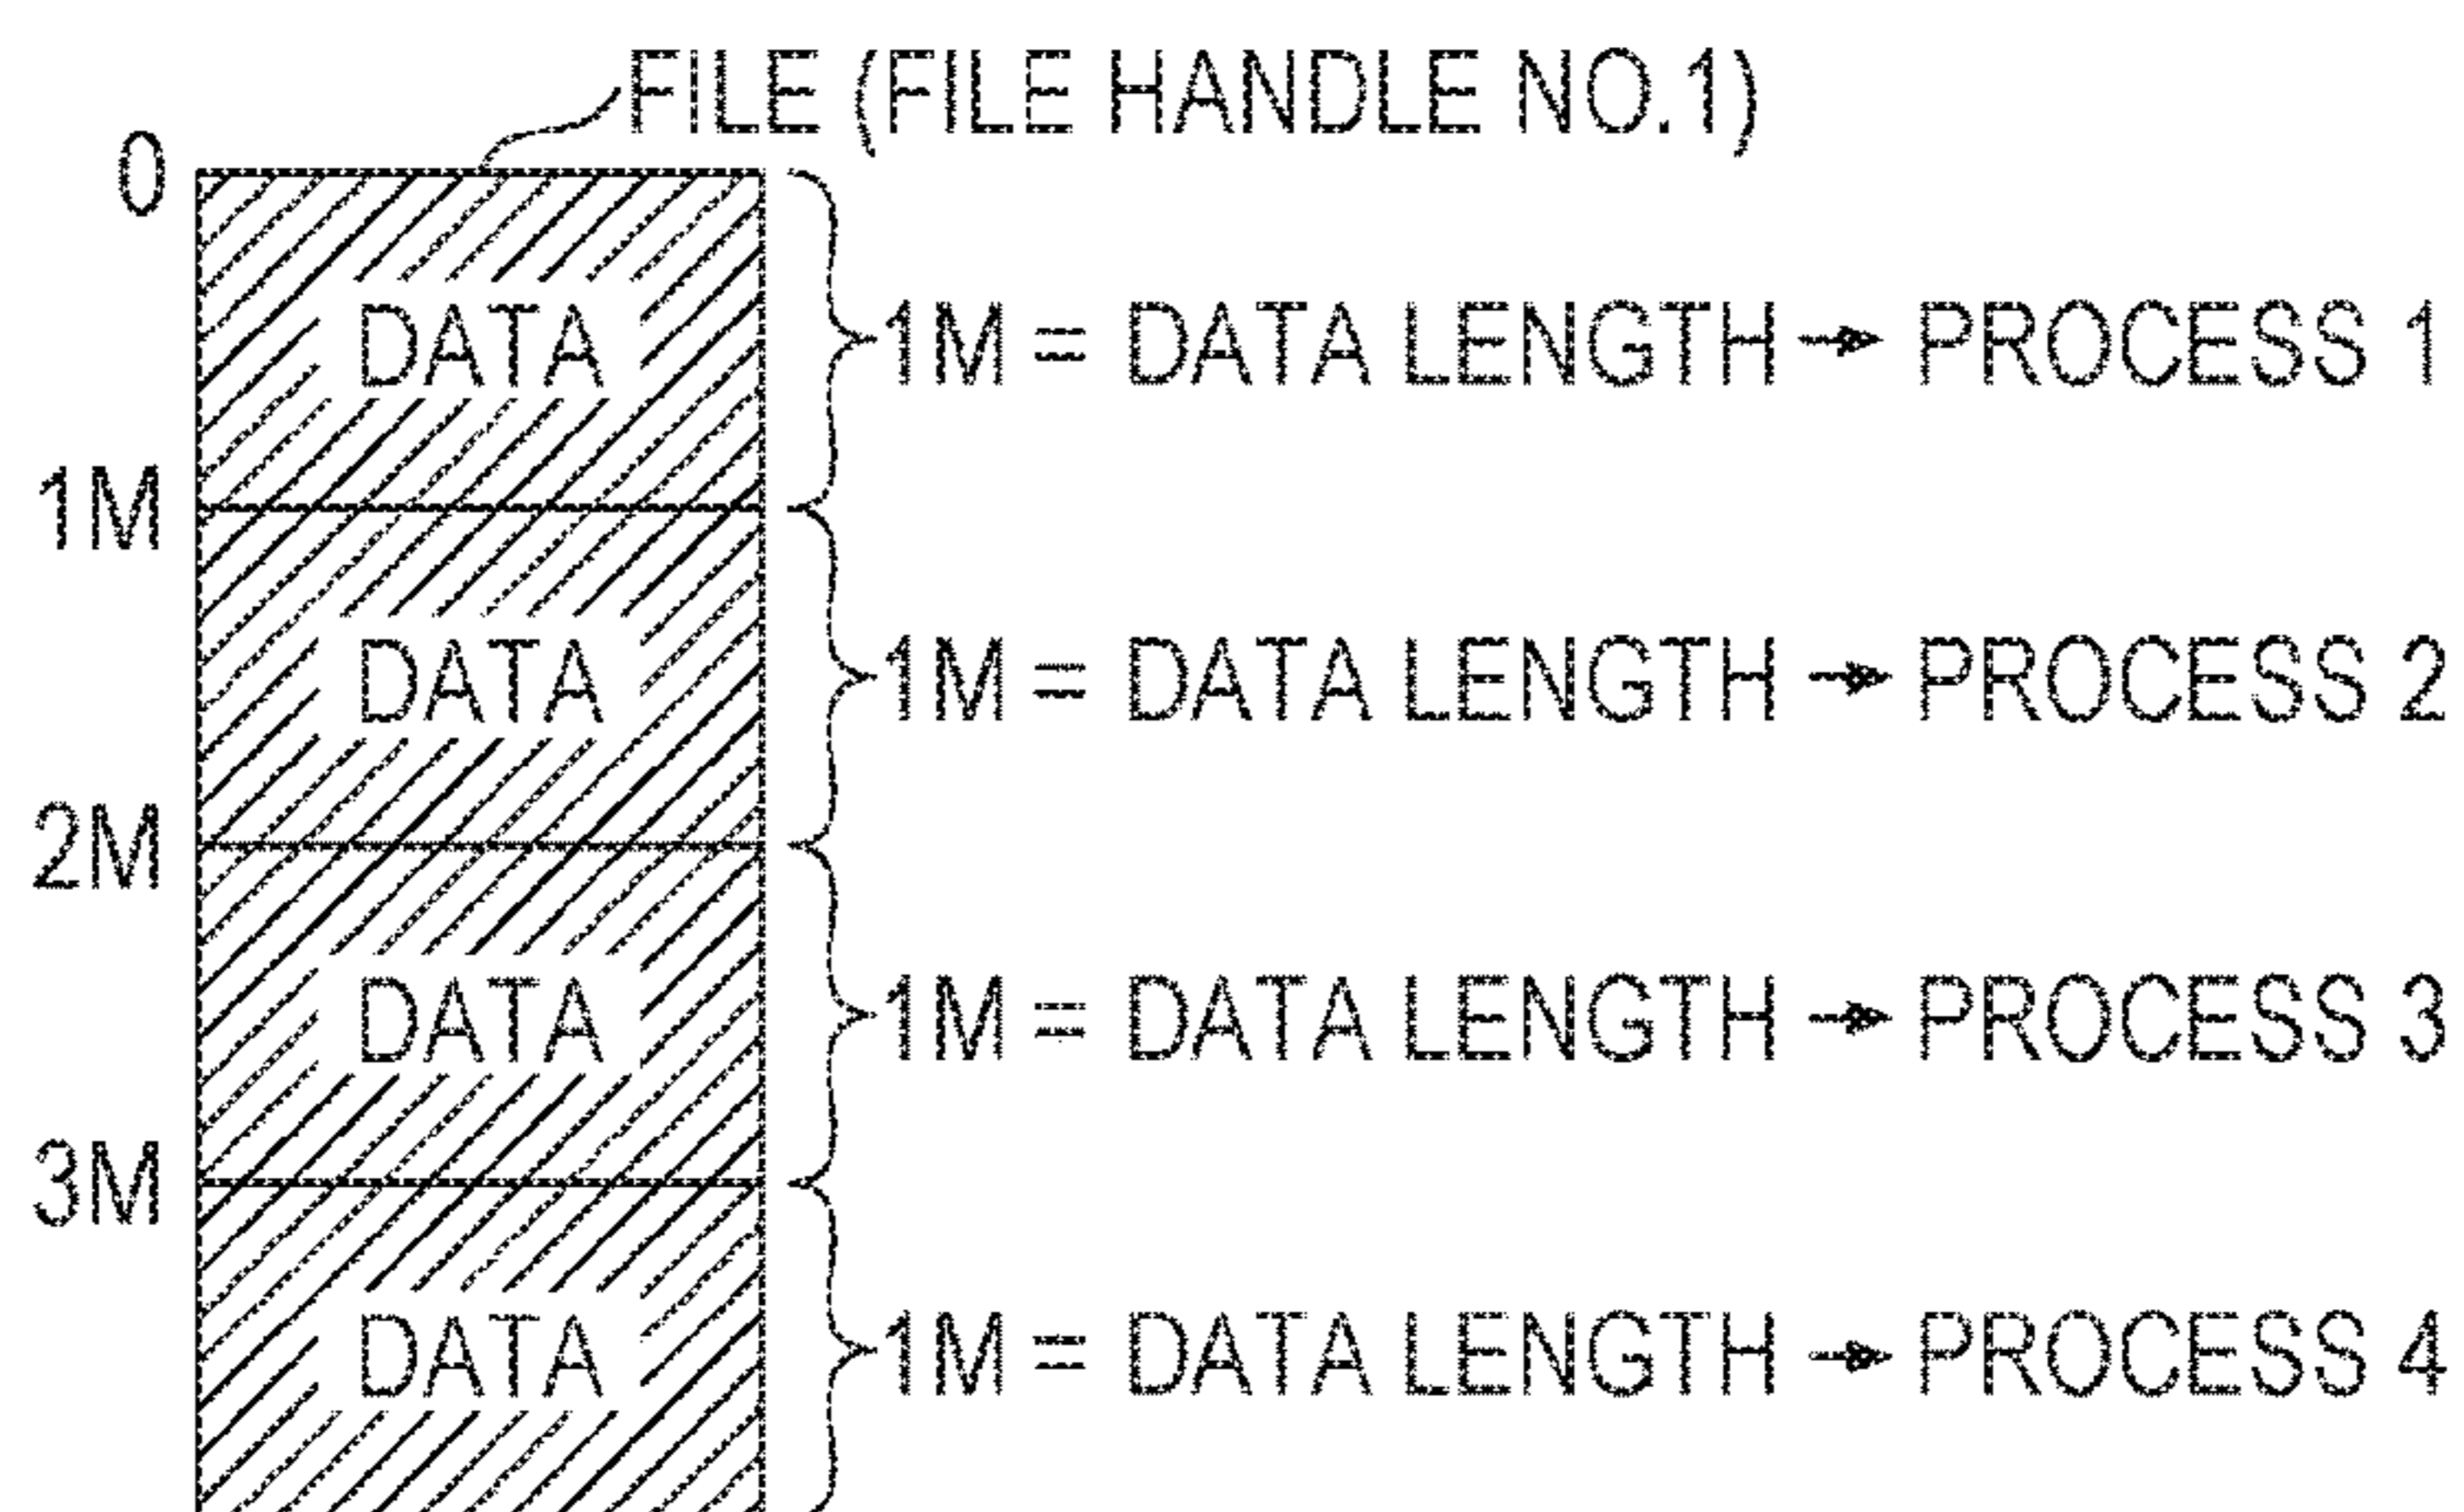 FILE (FILE HANDLE NO.1)
0
DATA 1M = DATA LENGTH → PROCESS 1
1M
DATA 1M = DATA LENGTH → PROCESS 2
2M
DATA 1M = DATA LENGTH → PROCESS 3
3M
DATA 1M = DATA LENGTH → PROCESS 4